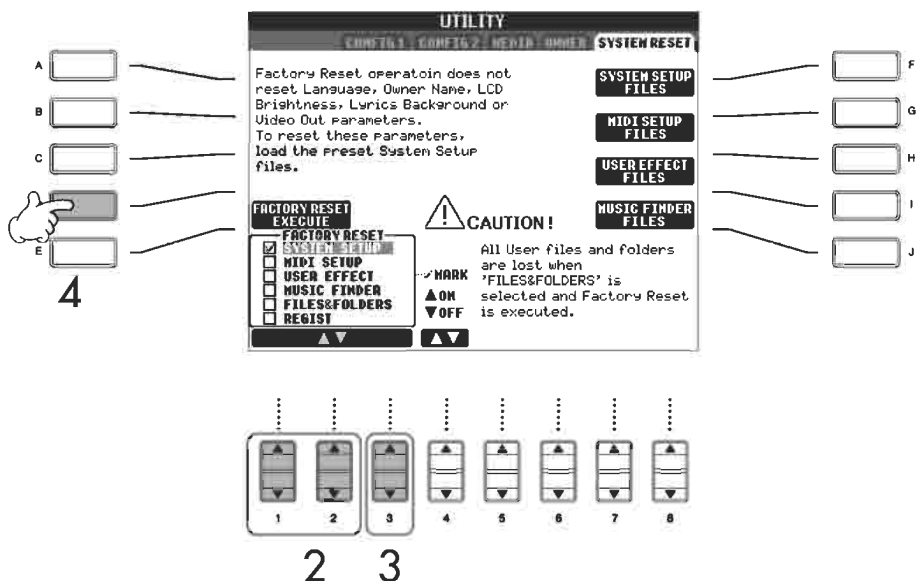 UTILITY
CONFIG 1 CONFIG 2 MEDIA OWNER SYSTEM RESET
Factory Reset operatoin does not
reset Language, Owner Name, LCD
Brightness, Lyrics Background or
Video Out parameters.
To reset these parameters,
load the preset System Setup
files.
SYSTEM SETUP
FILES
MIDI SETUP
FILES
USER EFFECT
FILES
MUSIC FINDER
FILES
FACTORY RESET
EXECUTE
FACTORY RESET
SYSTEM SETUP
MIDI SETUP
USER EFFECT
MUSIC FINDER
FILES&FOLDERS
REGIST
MARK
▲ON
▼OFF
CAUTION!
All User files and folders
are lost when
'FILES&FOLDERS' is
selected and Factory Reset
is executed.
▲▼ ▲▼
A
B
C
E
4
F
G
H
I
J
1 2 3 4 5 6 7 8
2 3